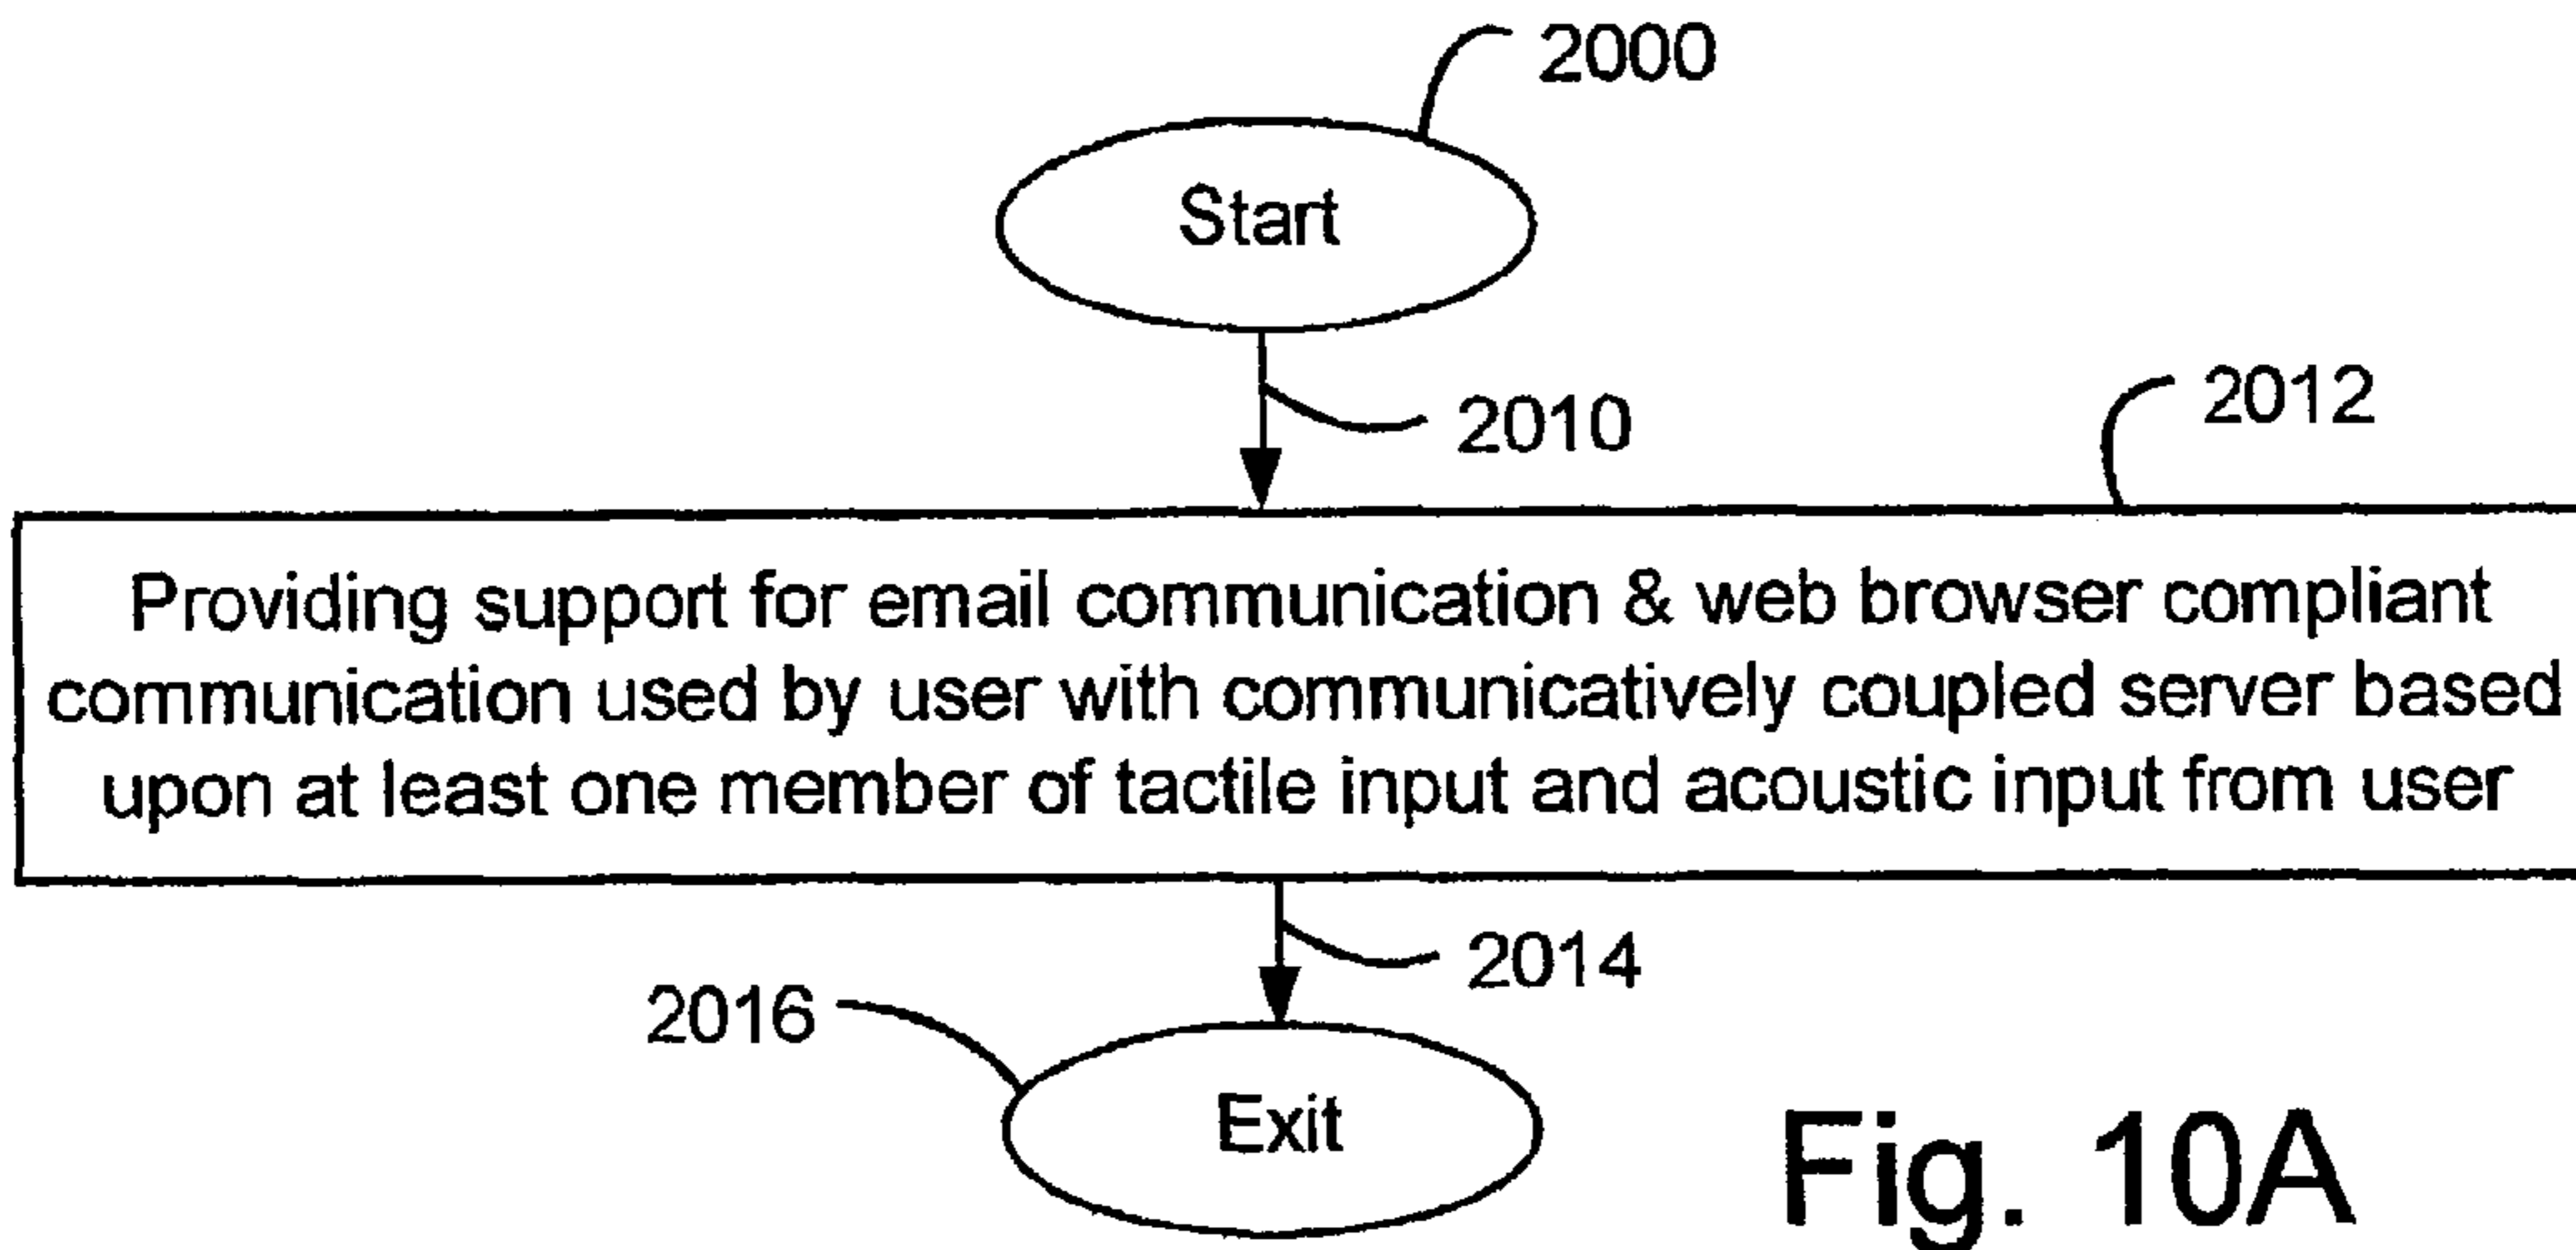 2000
Start
2010
2012
Providing support for email communication & web browser compliant
communication used by user with communicatively coupled server based
upon at least one member of tactile input and acoustic input from user
2014
2016
Exit
Fig. 10A